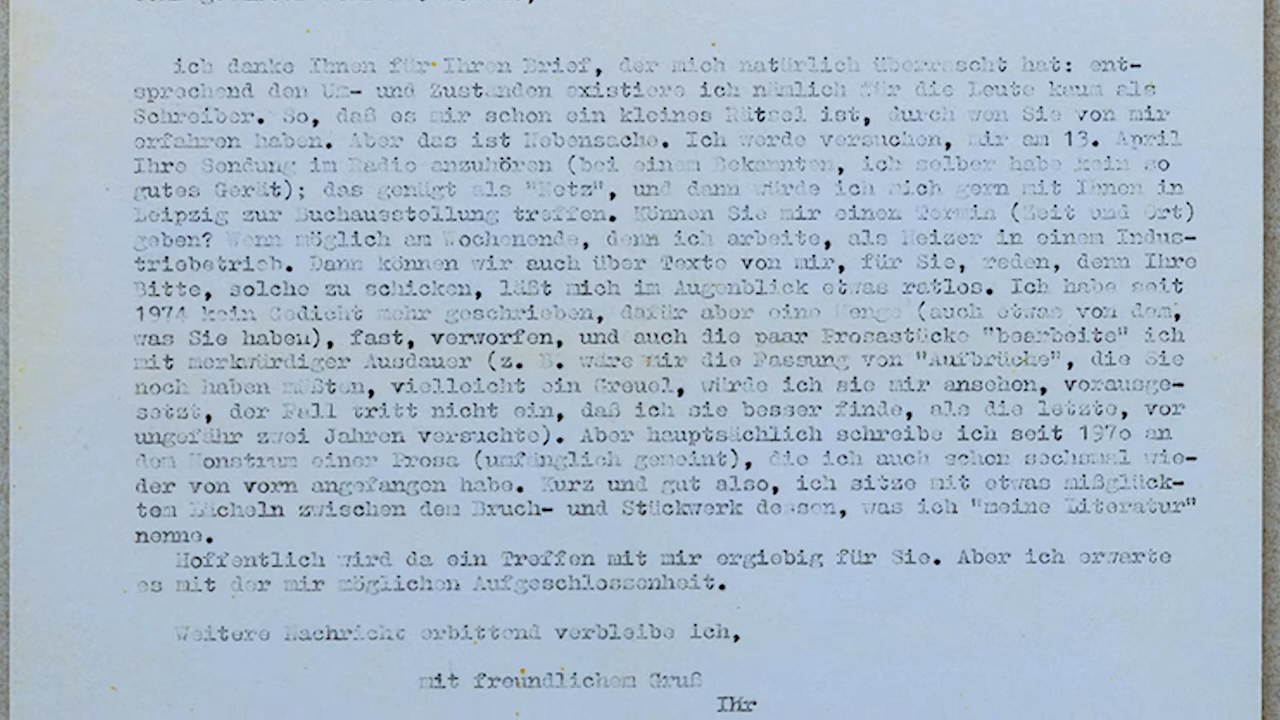 ich danke Ihnen für Ihren Brief, der mich natürlich überrascht hat: ent-
sprechend den Um- und Zuständen existiere ich nämlich für die Leute kaum als
Schreiber. So, daß es mir schon ein kleines Rätsel ist, durch wen Sie von mir
erfahren haben. Aber das ist Nebensache. Ich werde versuchen, mir am 13. April
Ihre Sendung im Radio anzuhören (bei einem Bekannten, ich selber habe kein so
gutes Gerät); das genügt als "Netz", und dann würde ich mich gern mit Ihnen in
Leipzig zur Buchausstellung treffen. Können Sie mir einen Termin (Zeit und Ort)
geben? Wenn möglich am Wochenende, denn ich arbeite, als Heizer in einem Indus-
triebetrieb. Dann können wir auch über Texte von mir, für Sie, reden, denn Ihre
Bitte, solche zu schicken, läßt mich im Augenblick etwas ratlos. Ich habe seit
1974 kein Gedicht mehr geschrieben, dafür aber eine Menge (auch etwas von dem,
was Sie haben), fast, verworfen, und auch die paar Prosastücke "bearbeite" ich
mit merkwürdiger Ausdauer (z. B. wäre mir die Fassung von "Aufbrüche", die Sie
noch haben müßten, vielleicht ein Greuel, würde ich sie mir ansehen, vorausge-
setzt, der Fall tritt nicht ein, daß ich sie besser finde, als die letzte, vor
ungefähr zwei Jahren versuchte). Aber hauptsächlich schreibe ich seit 197o an
dem Monstrum einer Prosa (umfänglich gemeint), die ich auch schon sechsmal wie-
der von vorn angefangen habe. Kurz und gut also, ich sitze mit etwas mißglück-
tem Lächeln zwischen dem Bruch- und Stückwerk dessen, was ich "meine Literatur"
nenne.
Hoffentlich wird da ein Treffen mit mir ergiebig für Sie. Aber ich erwarte
es mit der mir möglichen Aufgeschlossenheit.
Weitere Nachricht erbittend verbleibe ich,
mit freundlichem Gruß
Ihr